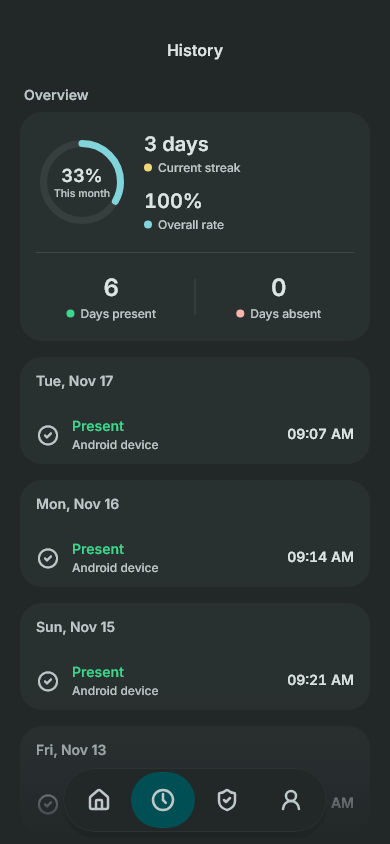 History
Overview
33%
This month
3 days
Current streak
100%
Overall rate
6
Days present
0
Days absent
Tue, Nov 17
Present
Android device
09:07 AM
Mon, Nov 16
Present
Android device
09:14 AM
Sun, Nov 15
Present
Android device
09:21 AM
Fri, Nov 13
AM